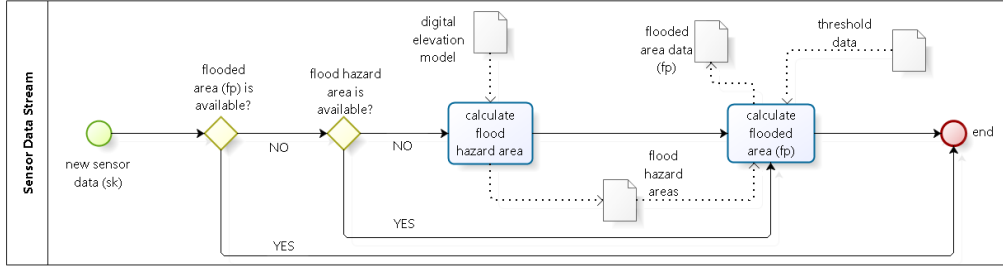 Sensor Data Stream
new sensor
data (sk)
flooded
area (fp) is
available?
NO
YES
flood hazard
area is
available?
NO
YES
digital
elevation
model
calculate
flood
hazard area
flood
hazard
areas
flooded
area data
(fp)
threshold
data
calculate
flooded
area (fp)
end